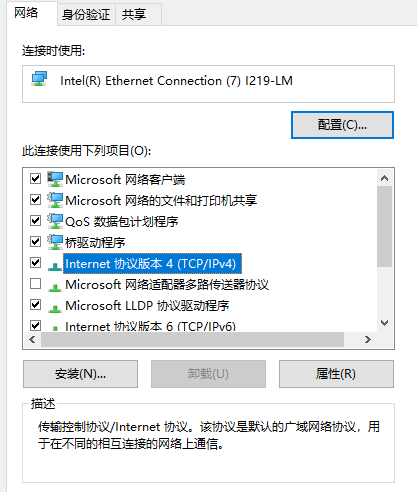 网络 身份验证 共享
连接时使用:
Intel(R) Ethernet Connection (7) I219-LM
配置(C)...
此连接使用下列项目(O):
Microsoft 网络客户端
Microsoft 网络的文件和打印机共享
QoS 数据包计划程序
桥驱动程序
Internet 协议版本 4 (TCP/IPv4)
Microsoft 网络适配器多路传送器协议
Microsoft LLDP 协议驱动程序
Internet 协议版本 6 (TCP/IPv6)
安装(N)... 卸载(U) 属性(R)
描述
传输控制协议/Internet 协议。该协议是默认的广域网络协议，用
于在不同的相互连接的网络上通信。